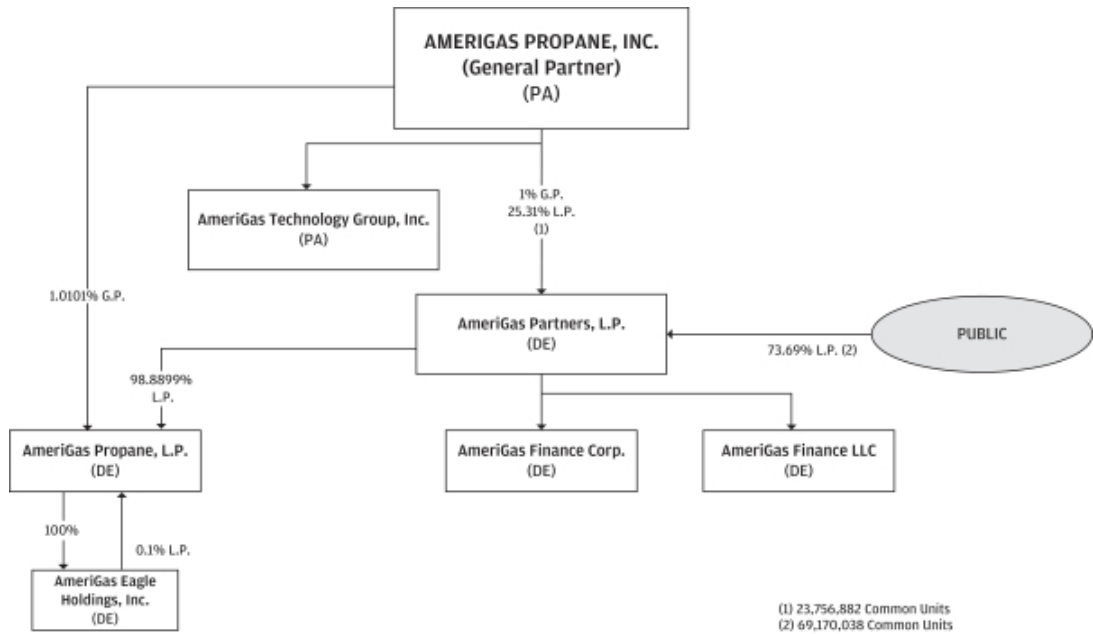 AMERIGAS PROPANE, INC.
(General Partner)
(PA)
AmeriGas Technology Group, Inc.
(PA)
1% G.P.
25.31% L.P.
(1)
1.0101% G.P.
AmeriGas Partners, L.P.
(DE)
PUBLIC
73.69% L.P. (2)
98.8899%
L.P.
AmeriGas Propane, L.P.
(DE)
AmeriGas Finance Corp.
(DE)
AmeriGas Finance LLC
(DE)
100%
0.1% L.P.
AmeriGas Eagle
Holdings, Inc.
(DE)
(1) 23,756,882 Common Units
(2) 69,170,038 Common Units